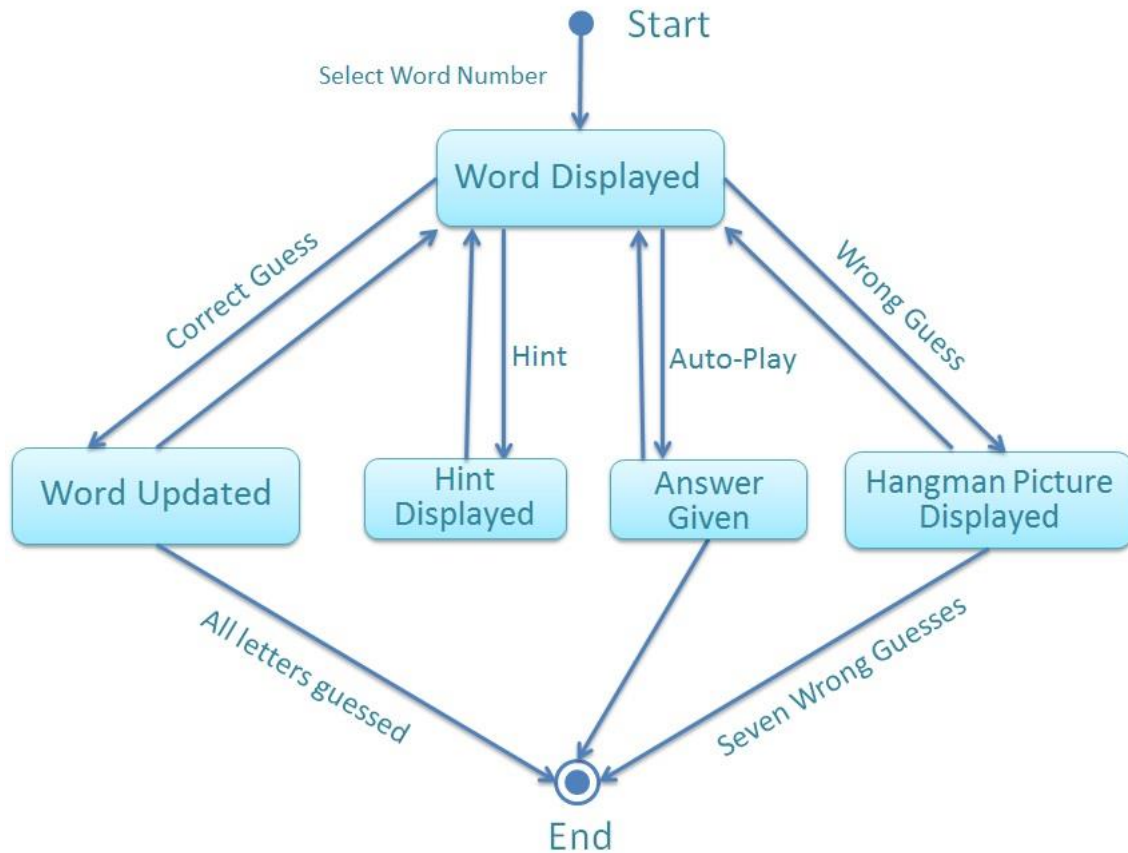 Start
Select Word Number
Word Displayed
Correct Guess
Wrong Guess
Hint
Auto-Play
Word Updated
Hint
Displayed
Answer
Given
Hangman Picture
Displayed
All letters guessed
Seven Wrong Guesses
End